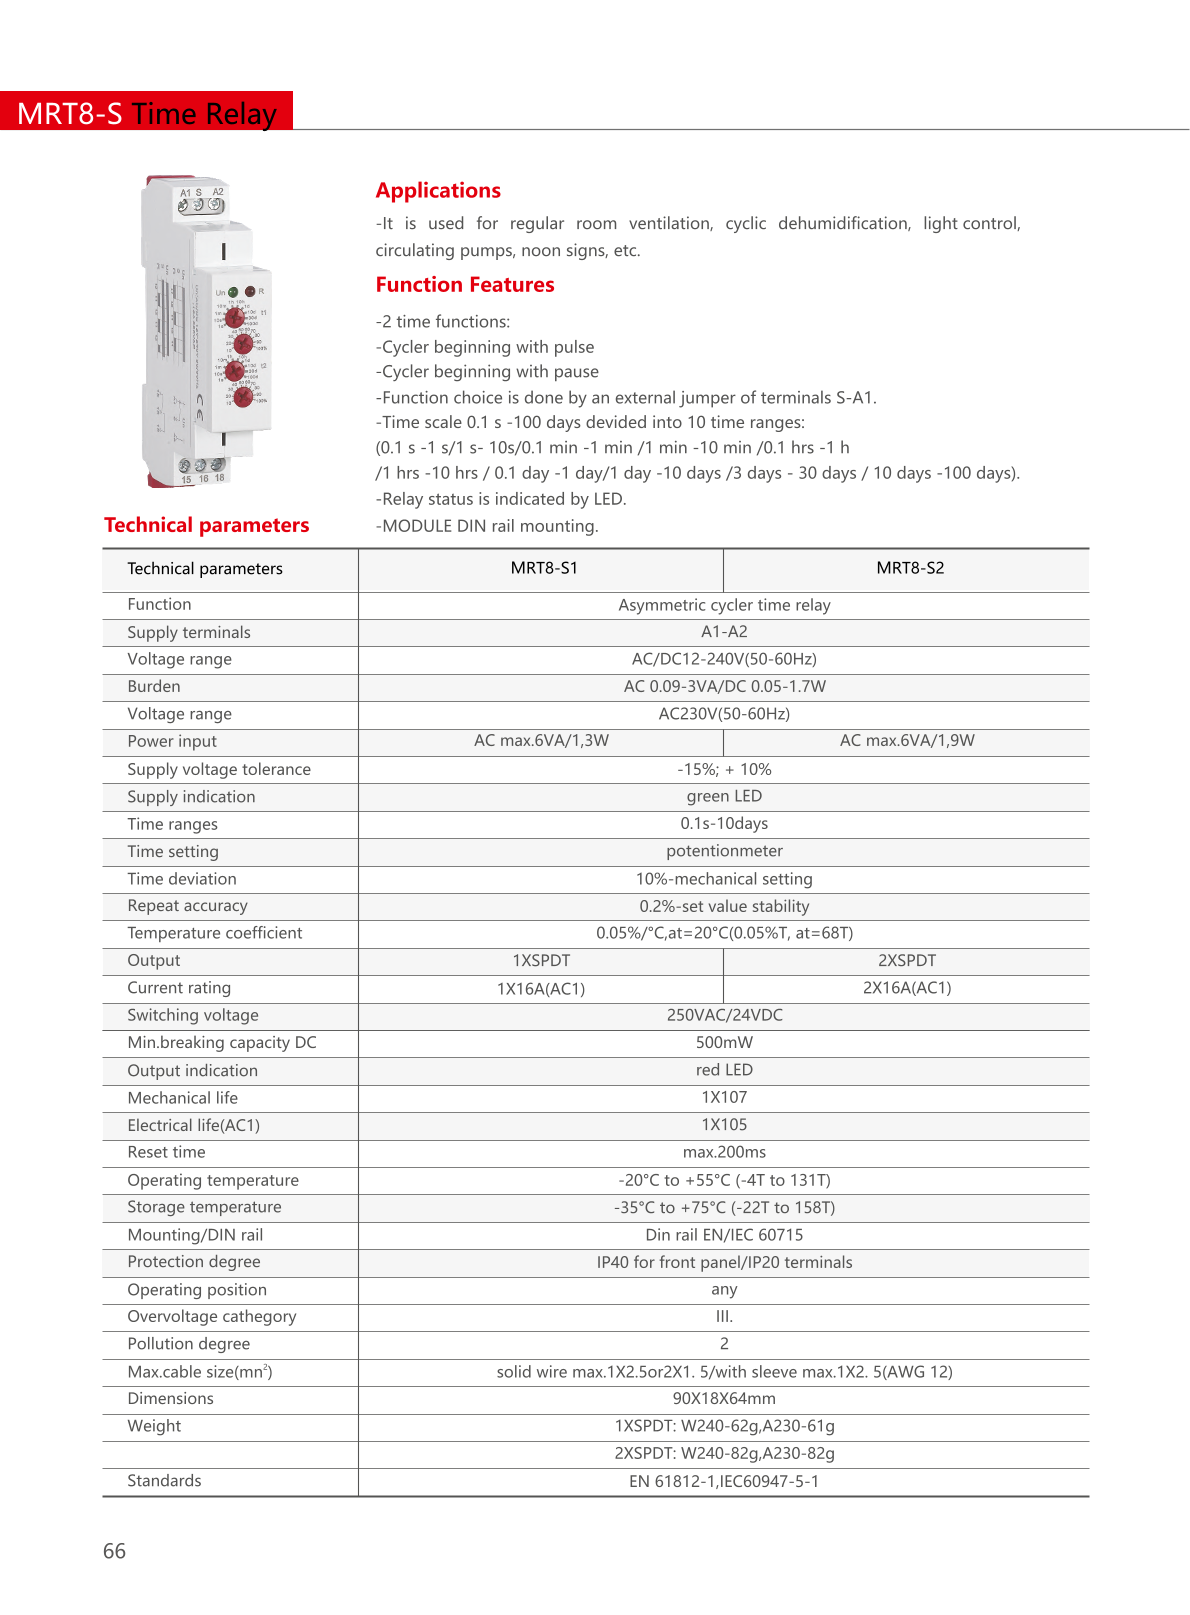 MRT8-S Time Relay
A1 S A2
Un R
t1
t2
15 16 18
Applications
-It is used for regular room ventilation, cyclic dehumidification, light control,
circulating pumps, noon signs, etc.
Function Features
-2 time functions:
-Cycler beginning with pulse
-Cycler beginning with pause
-Function choice is done by an external jumper of terminals S-A1.
-Time scale 0.1 s -100 days devided into 10 time ranges:
(0.1 s -1 s/1 s- 10s/0.1 min -1 min /1 min -10 min /0.1 hrs -1 h
/1 hrs -10 hrs / 0.1 day -1 day/1 day -10 days /3 days - 30 days / 10 days -100 days).
-Relay status is indicated by LED.
-MODULE DIN rail mounting.
Technical parameters
Technical parameters MRT8-S1 MRT8-S2
Function Asymmetric cycler time relay
Supply terminals A1-A2
Voltage range AC/DC12-240V(50-60Hz)
Burden AC 0.09-3VA/DC 0.05-1.7W
Voltage range AC230V(50-60Hz)
Power input AC max.6VA/1,3W AC max.6VA/1,9W
Supply voltage tolerance -15%; + 10%
Supply indication green LED
Time ranges 0.1s-10days
Time setting potentionmeter
Time deviation 10%-mechanical setting
Repeat accuracy 0.2%-set value stability
Temperature coefficient 0.05%/°C,at=20°C(0.05%T, at=68T)
Output 1XSPDT 2XSPDT
Current rating 1X16A(AC1) 2X16A(AC1)
Switching voltage 250VAC/24VDC
Min.breaking capacity DC 500mW
Output indication red LED
Mechanical life 1X107
Electrical life(AC1) 1X105
Reset time max.200ms
Operating temperature -20°C to +55°C (-4T to 131T)
Storage temperature -35°C to +75°C (-22T to 158T)
Mounting/DIN rail Din rail EN/IEC 60715
Protection degree IP40 for front panel/IP20 terminals
Operating position any
Overvoltage cathegory III.
Pollution degree 2
Max.cable size(mn²) solid wire max.1X2.5or2X1. 5/with sleeve max.1X2. 5(AWG 12)
Dimensions 90X18X64mm
Weight 1XSPDT: W240-62g,A230-61g
2XSPDT: W240-82g,A230-82g
Standards EN 61812-1,IEC60947-5-1
66